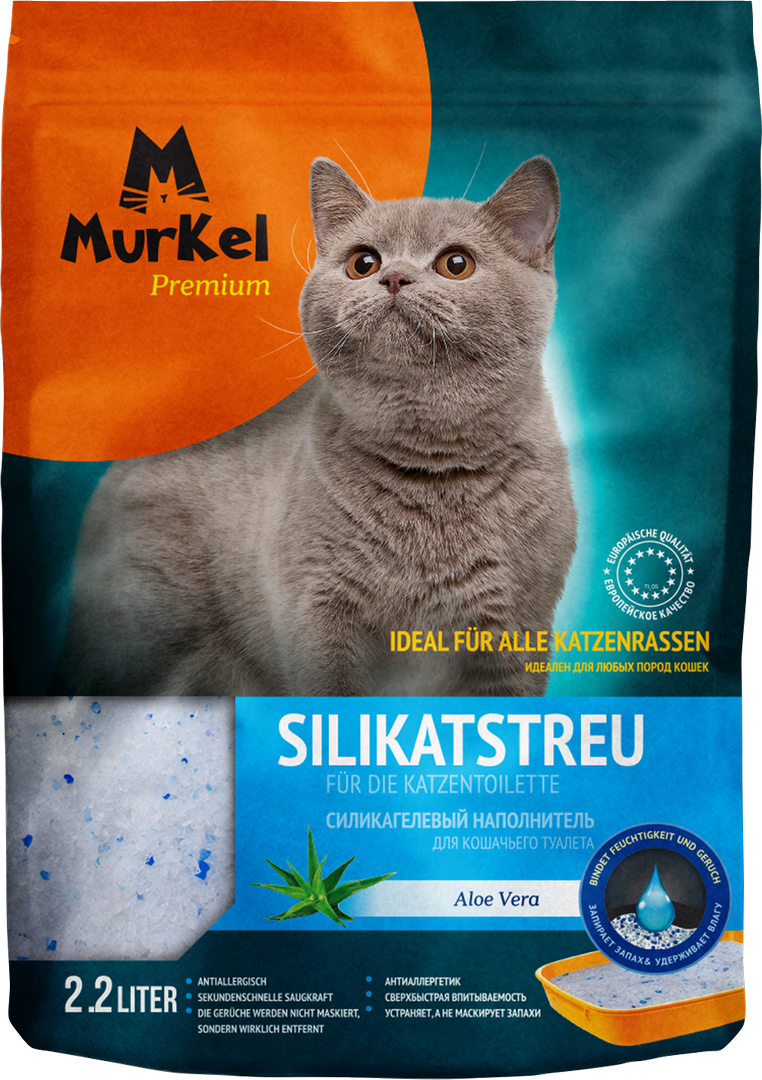 MurKel
Premium
EUROPÄISCHE QUALITÄT
TI_05
ЕВРОПЕЙСКОЕ КАЧЕСТВО
IDEAL FÜR ALLE KATZENRASSEN
ИДЕАЛЕН ДЛЯ ЛЮБЫХ ПОРОД КОШЕК
SILIKATSTREU
FÜR DIE KATZENTOILETTE
СИЛИКАГЕЛЕВЫЙ НАПОЛНИТЕЛЬ
ДЛЯ КОШАЧЬЕГО ТУАЛЕТА
Aloe Vera
BINDET FEUCHTIGKEIT UND GERUCH
ЗАПИРАЕТ ЗАПАХ & УДЕРЖИВАЕТ ВЛАГУ
2.2 LITER
ANTIALLERGISCH
SEKUNDENSCHNELLE SAUGKRAFT
DIE GERÜCHE WERDEN NICHT MASKIERT,
SONDERN WIRKLICH ENTFERNT
АНТИАЛЛЕРГЕТИК
СВЕРХБЫСТРАЯ ВПИТЫВАЕМОСТЬ
УСТРАНЯЕТ, А НЕ МАСКИРУЕТ ЗАПАХИ